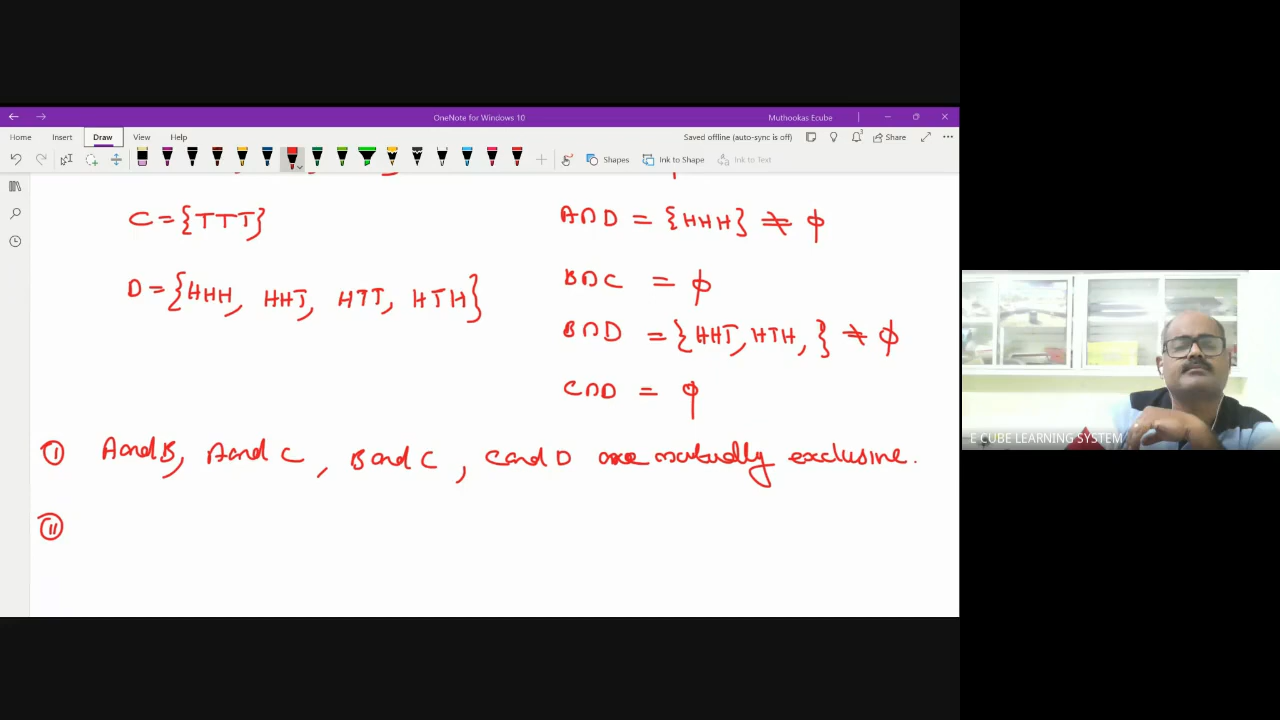 OneNote for Windows 10
Muthookas Ecube
Home Insert Draw View Help
Saved offline (auto-sync is off)
3
Share
Shapes
Ink to Shape
Ink to Text
C = {TTT}
A∩D = {HHH} ≠ φ
D = {HHH, HHT, HTT, HTH}
B∩C = φ
B∩D = {HHT, HTH, } ≠ φ
C∩D = φ
(I) A and B, A and C, B and C, C and D are mutually exclusive.
(II)
E CUBE LEARNING SYSTEM